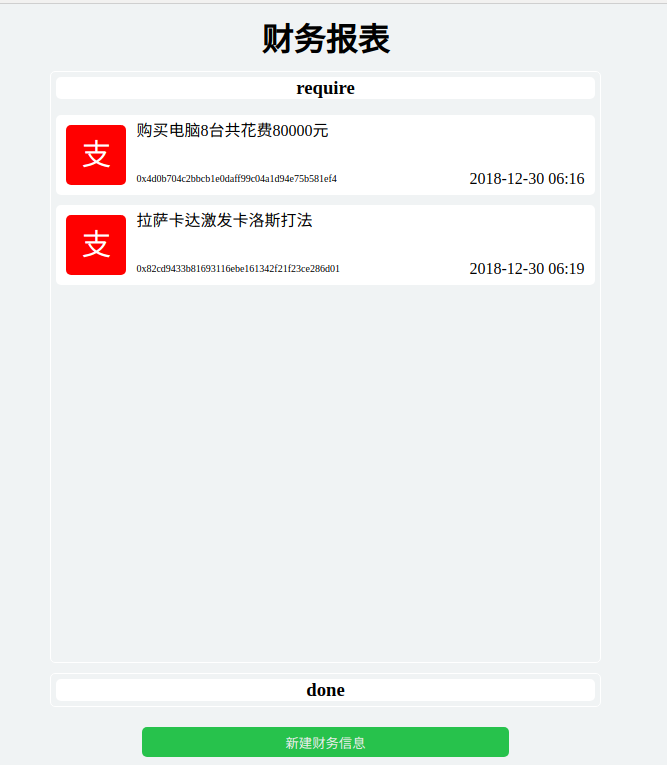 财务报表
require
支
购买电脑8台共花费80000元
0x4d0b704c2bbcb1e0daff99c04a1d94e75b581ef4 2018-12-30 06:16
支
拉萨卡达激发卡洛斯打法
0x82cd9433b81693116ebe161342f21f23ce286d01 2018-12-30 06:19
done
新建财务信息